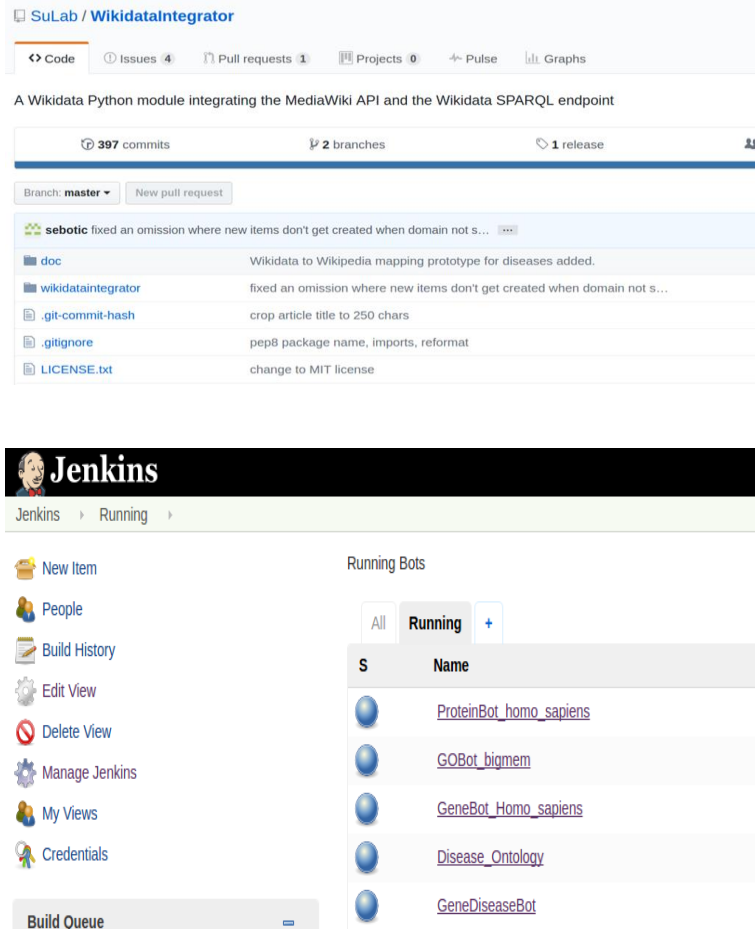 SuLab / WikidataIntegrator
Code Issues 4 Pull requests 1 Projects 0 Pulse Graphs
A Wikidata Python module integrating the MediaWiki API and the Wikidata SPARQL endpoint
397 commits 2 branches 1 release
Branch: master New pull request
sebotic fixed an omission where new items don't get created when domain not s… ...
doc Wikidata to Wikipedia mapping prototype for diseases added.
wikidataintegrator fixed an omission where new items don't get created when domain not s…
.git-commit-hash crop article title to 250 chars
.gitignore pep8 package name, imports, reformat
LICENSE.txt change to MIT license
Jenkins
Jenkins Running
New Item
People
Build History
Edit View
Delete View
Manage Jenkins
My Views
Credentials
Build Queue
Running Bots
All Running +
S Name
ProteinBot_homo_sapiens
GOBot_bigmem
GeneBot_Homo_sapiens
Disease_Ontology
GeneDiseaseBot